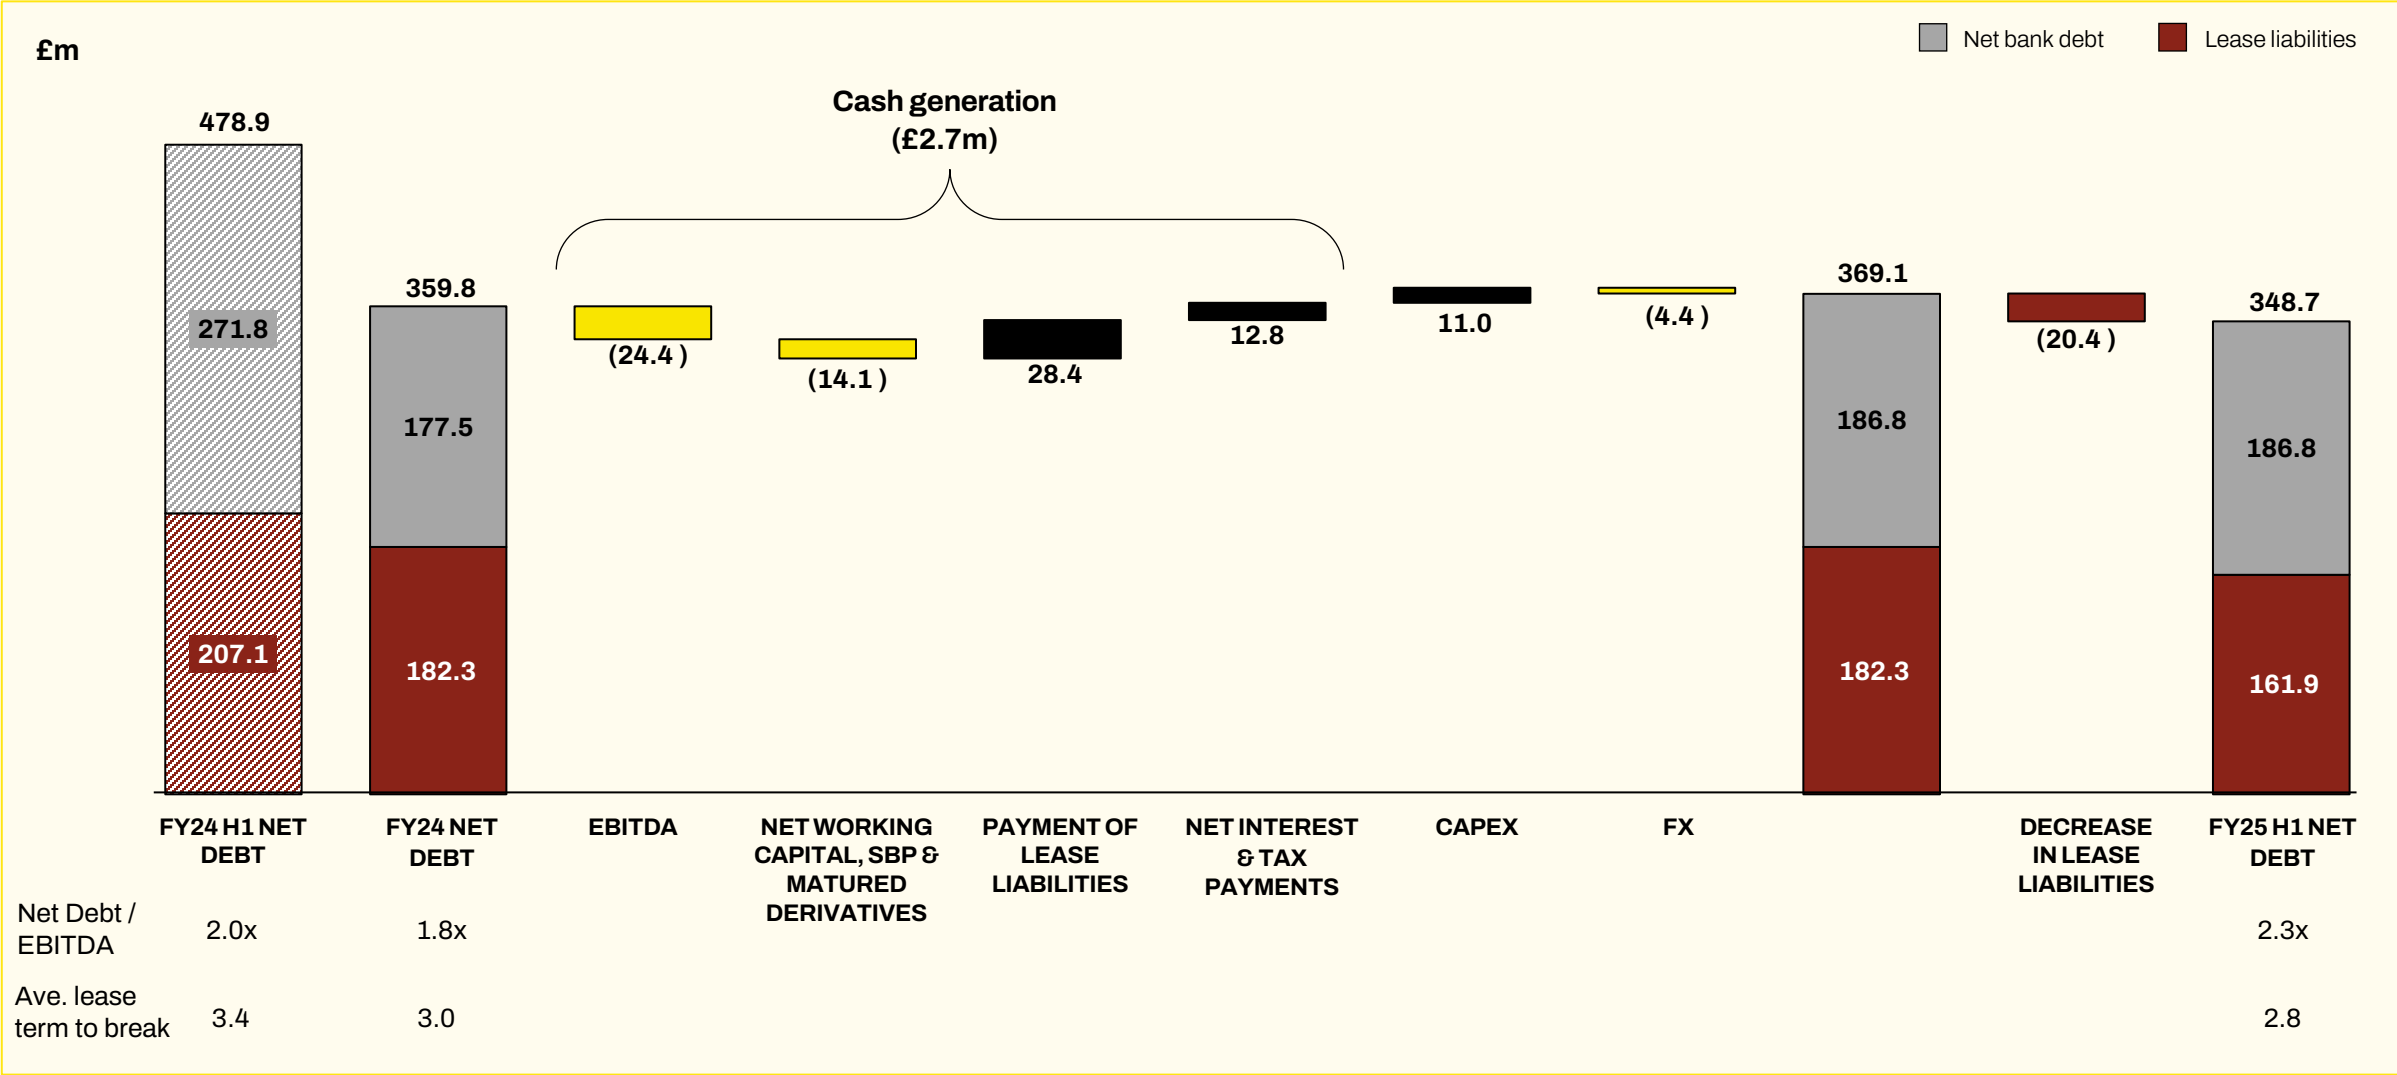 £m
Net bank debt
Lease liabilities
Cash generation
(£2.7m)
478.9
271.8
207.1
359.8
177.5
182.3
(24.4 )
(14.1 )
28.4
12.8
11.0
(4.4 )
369.1
186.8
182.3
(20.4 )
348.7
186.8
161.9
FY24 H1 NET
DEBT
FY24 NET
DEBT
EBITDA
NET WORKING
CAPITAL, SBP &
MATURED
DERIVATIVES
PAYMENT OF
LEASE
LIABILITIES
NET INTEREST
& TAX
PAYMENTS
CAPEX
FX
DECREASE
IN LEASE
LIABILITIES
FY25 H1 NET
DEBT
Net Debt /
EBITDA
2.0x
1.8x
2.3x
Ave. lease
term to break
3.4
3.0
2.8